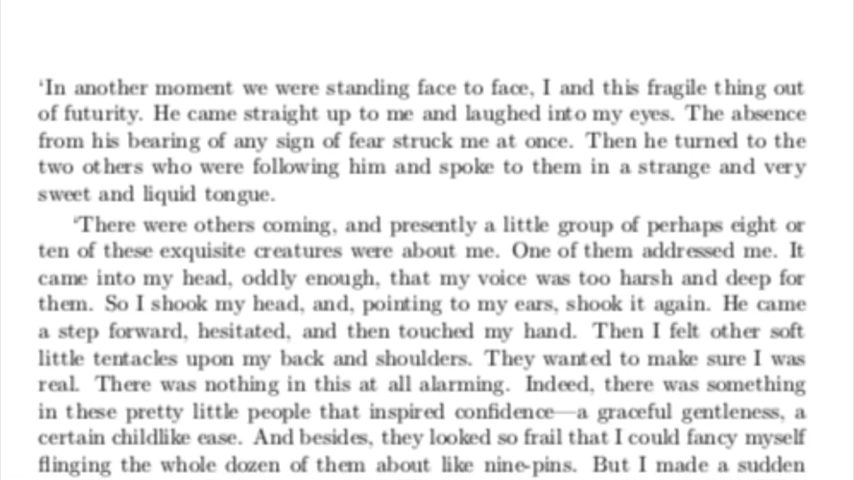 ‘In another moment we were standing face to face, I and this fragile thing out
of futurity. He came straight up to me and laughed into my eyes. The absence
from his bearing of any sign of fear struck me at once. Then he turned to the
two others who were following him and spoke to them in a strange and very
sweet and liquid tongue.
‘There were others coming, and presently a little group of perhaps eight or
ten of these exquisite creatures were about me. One of them addressed me. It
came into my head, oddly enough, that my voice was too harsh and deep for
them. So I shook my head, and, pointing to my ears, shook it again. He came
a step forward, hesitated, and then touched my hand. Then I felt other soft
little tentacles upon my back and shoulders. They wanted to make sure I was
real. There was nothing in this at all alarming. Indeed, there was something
in these pretty little people that inspired confidence—a graceful gentleness, a
certain childlike ease. And besides, they looked so frail that I could fancy myself
flinging the whole dozen of them about like nine-pins. But I made a sudden